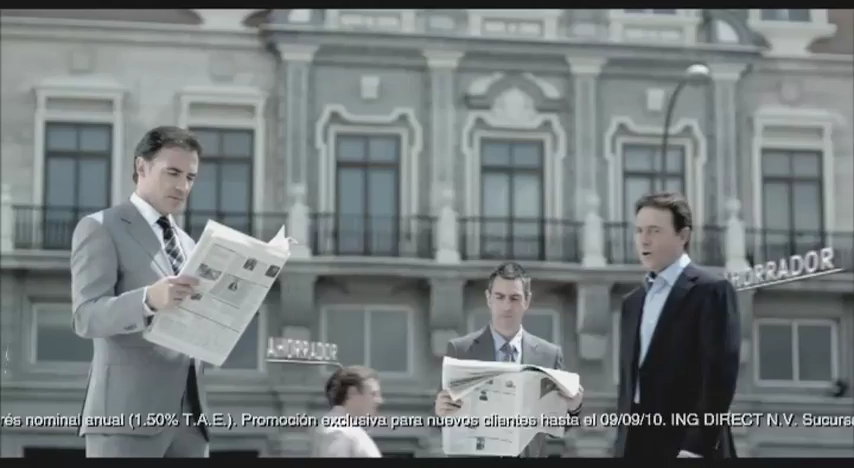 AHORRADOR
AHORRADOR
rés nominal anual (1.50% T.A.E.). Promoción exclusiva para nuevos clientes hasta el 09/09/10. ING DIRECT N.V. Sucurs